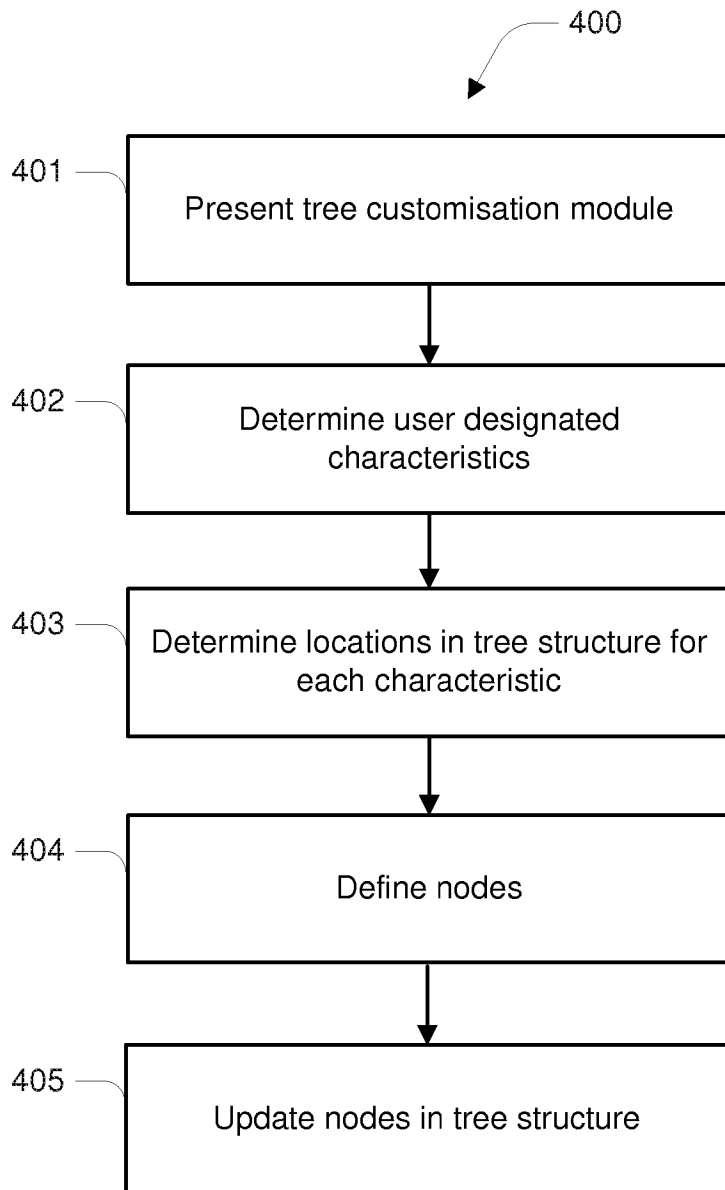 400
401
Present tree customisation module
402
Determine user designated
characteristics
403
Determine locations in tree structure for
each characteristic
404
Define nodes
405
Update nodes in tree structure